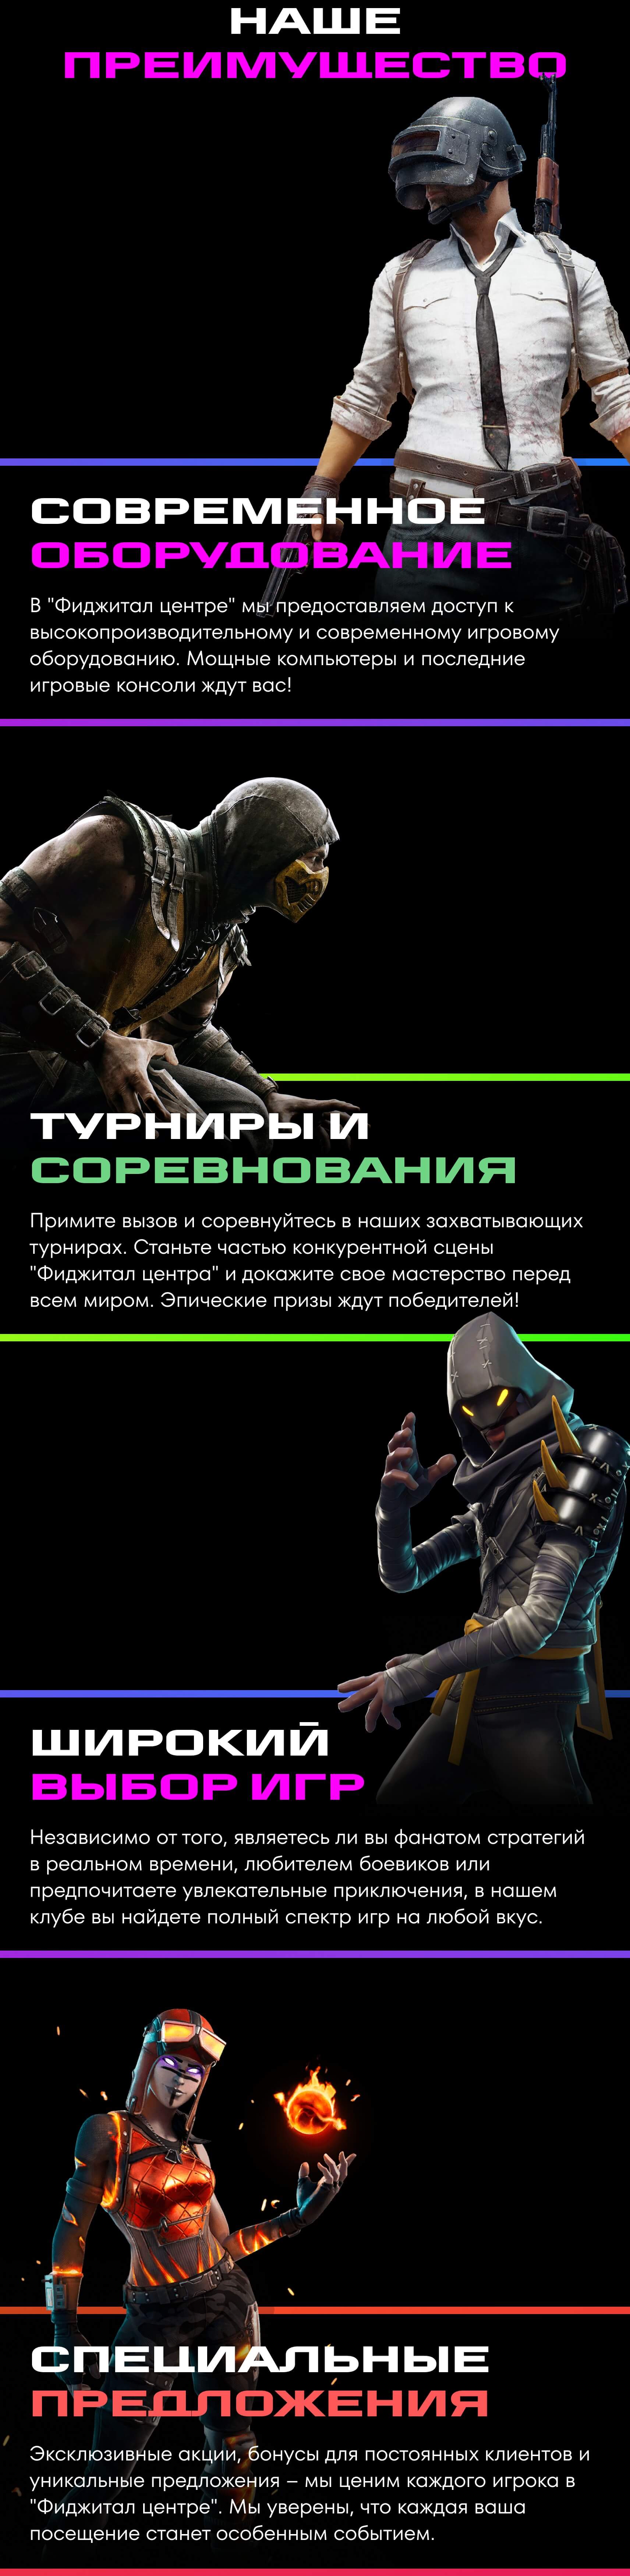 НАШЕ
ПРЕИМУЩЕСТВО
СОВРЕМЕННОЕ
ОБОРУДОВАНИЕ
В "Фиджитал центре" мы предоставляем доступ к
высокопроизводительному и современному игровому
оборудованию. Мощные компьютеры и последние
игровые консоли ждут вас!
ТУРНИРЫ И
СОРЕВНОВАНИЯ
Примите вызов и соревнуйтесь в наших захватывающих
турнирах. Станьте частью конкурентной сцены
"Фиджитал центра" и докажите свое мастерство перед
всем миром. Эпические призы ждут победителей!
ШИРОКИЙ
ВЫБОР ИГР
Независимо от того, являетесь ли вы фанатом стратегий
в реальном времени, любителем боевиков или
предпочитаете увлекательные приключения, в нашем
клубе вы найдете полный спектр игр на любой вкус.
СПЕЦИАЛЬНЫЕ
ПРЕДЛОЖЕНИЯ
Эксклюзивные акции, бонусы для постоянных клиентов и
уникальные предложения – мы ценим каждого игрока в
"Фиджитал центре". Мы уверены, что каждая ваша
посещение станет особенным событием.